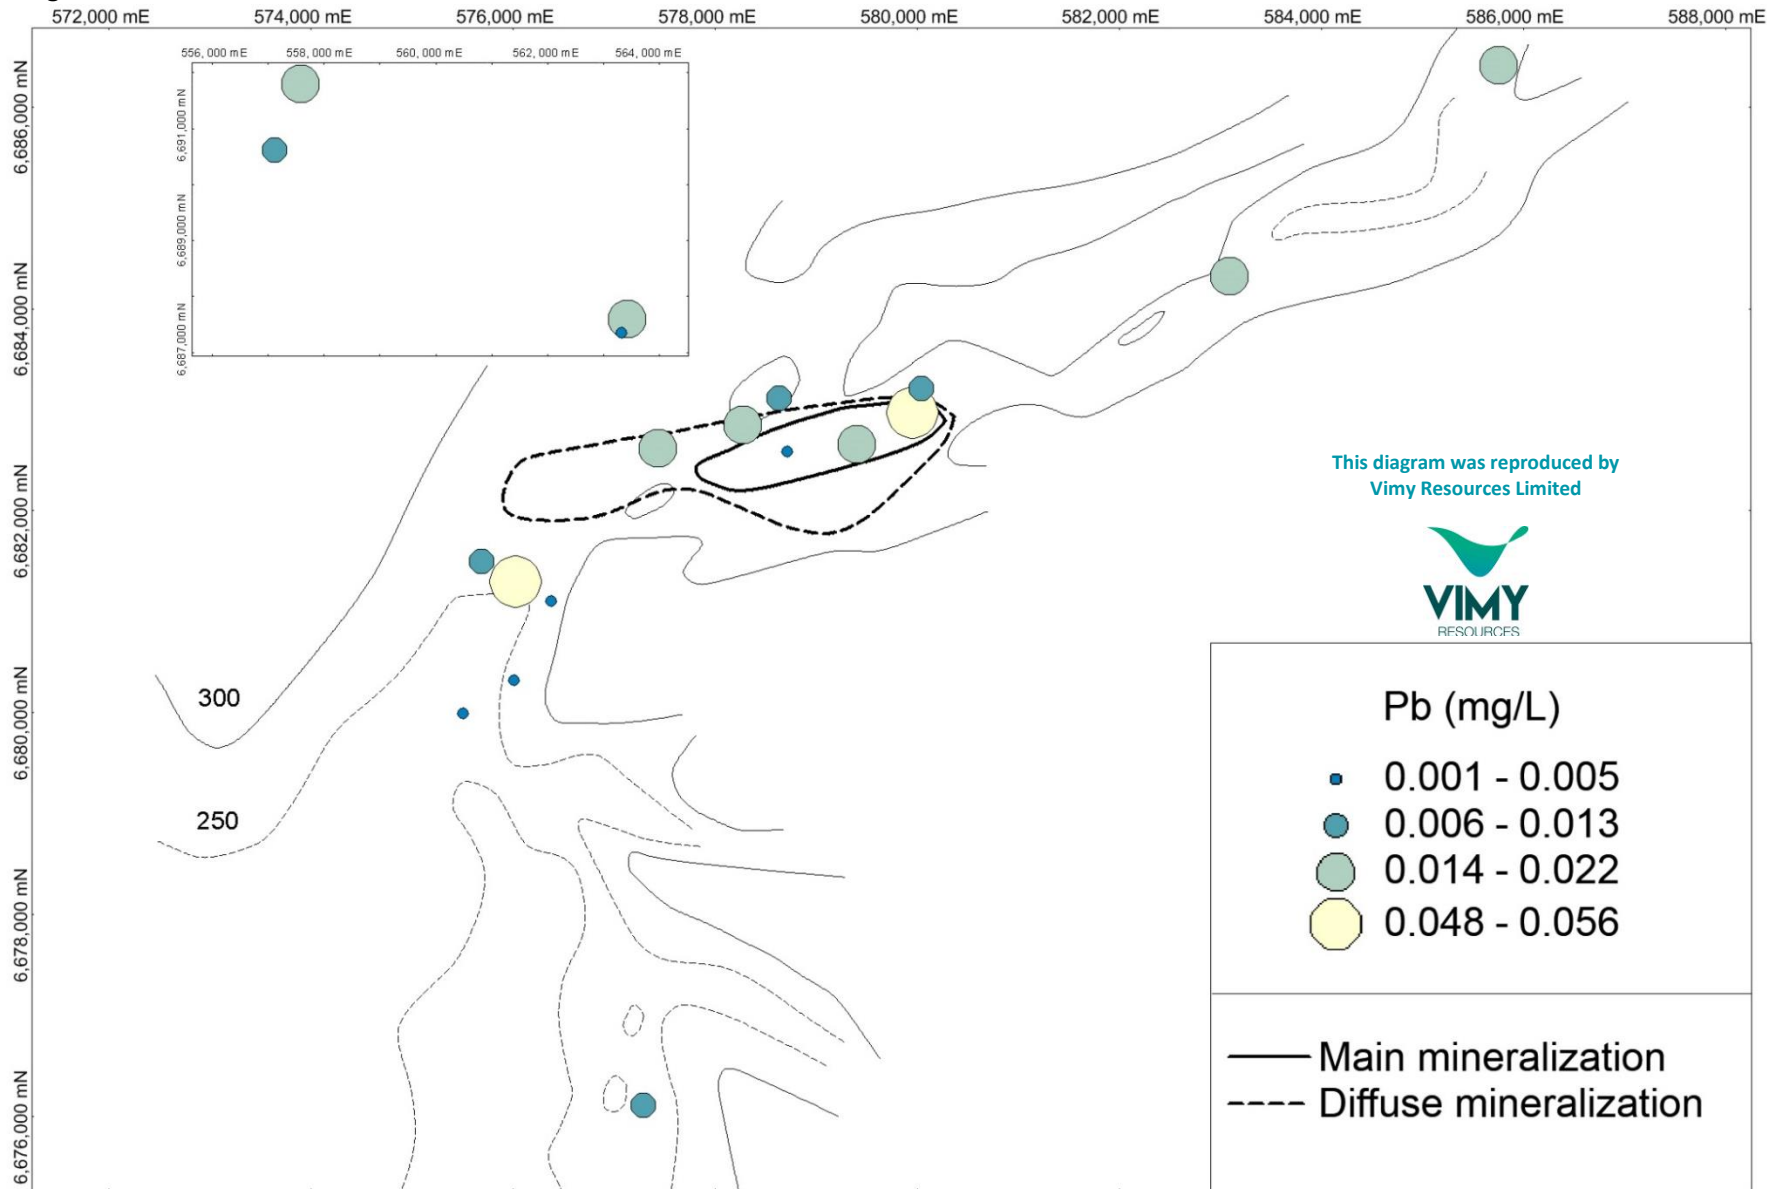 572,000 mE 574,000 mE 576,000 mE 578,000 mE 580,000 mE 582,000 mE 584,000 mE 586,000 mE 588,000 mE
556,000 mE 558,000 mE 560,000 mE 562,000 mE 564,000 mE
6,691,000 mN
6,689,000 mN
6,687,000 mN
6,686,000 mN
6,684,000 mN
6,682,000 mN
6,680,000 mN
6,678,000 mN
6,676,000 mN
300
250
This diagram was reproduced by
Vimy Resources Limited
VIMY
RESOURCES
Pb (mg/L)
0.001 - 0.005
0.006 - 0.013
0.014 - 0.022
0.048 - 0.056
Main mineralization
Diffuse mineralization